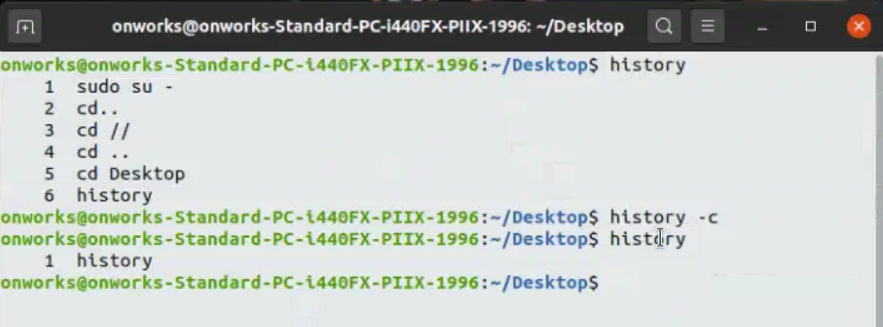 onworks@onworks-Standard-PC-i440FX-PIIX-1996: ~/Desktop
onworks@onworks-Standard-PC-i440FX-PIIX-1996:~/Desktop$ history
1 sudo su -
2 cd..
3 cd //
4 cd ..
5 cd Desktop
6 history
onworks@onworks-Standard-PC-i440FX-PIIX-1996:~/Desktop$ history -c
onworks@onworks-Standard-PC-i440FX-PIIX-1996:~/Desktop$ history
1 history
onworks@onworks-Standard-PC-i440FX-PIIX-1996:~/Desktop$